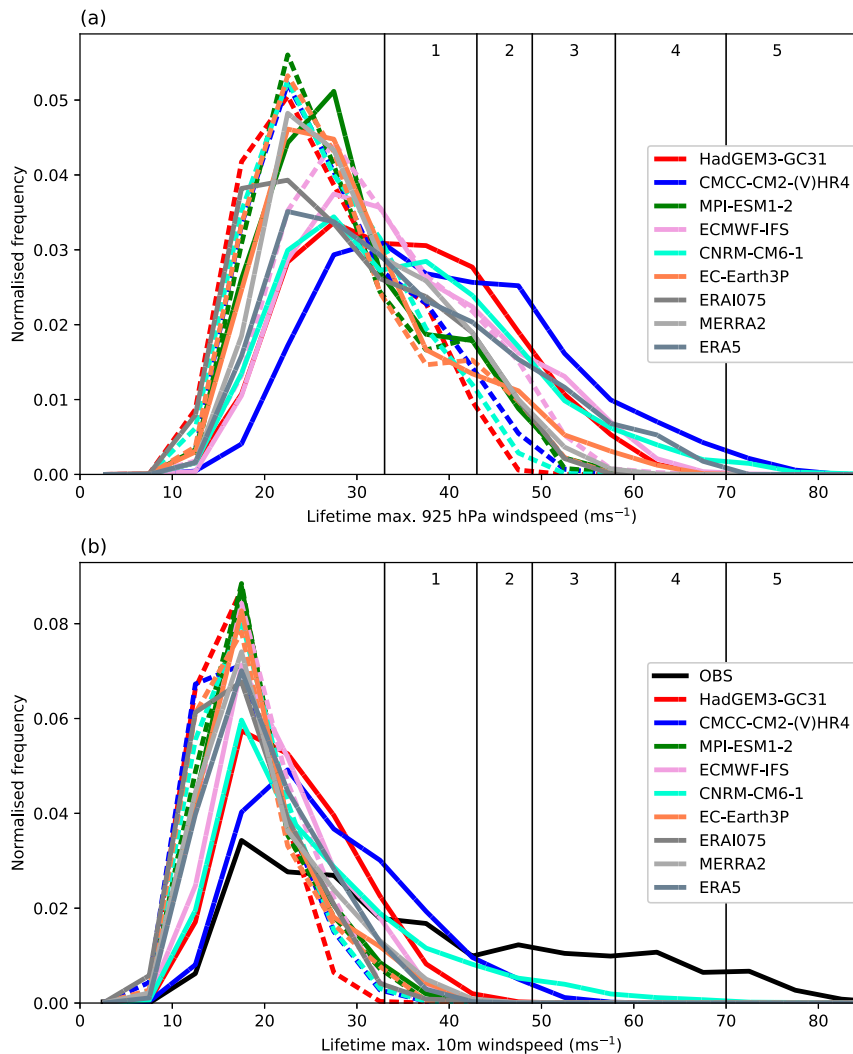 (a)
1 2 3 4 5
Normalised frequency
0.05
0.04
0.03
0.02
0.01
0.00
HadGEM3-GC31
CMCC-CM2-(V)HR4
MPI-ESM1-2
ECMWF-IFS
CNRM-CM6-1
EC-Earth3P
ERAI075
MERRA2
ERA5
0 10 20 30 40 50 60 70 80
Lifetime max. 925 hPa windspeed (ms⁻¹)
(b)
1 2 3 4 5
Normalised frequency
0.08
0.06
0.04
0.02
0.00
OBS
HadGEM3-GC31
CMCC-CM2-(V)HR4
MPI-ESM1-2
ECMWF-IFS
CNRM-CM6-1
EC-Earth3P
ERAI075
MERRA2
ERA5
0 10 20 30 40 50 60 70 80
Lifetime max. 10m windspeed (ms⁻¹)